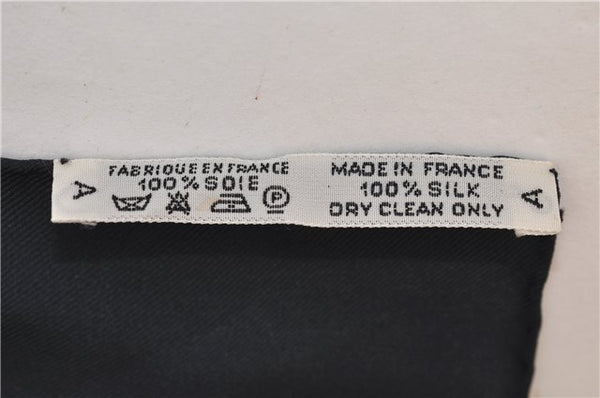 A
FABRIQUE EN FRANCE
100% SOIE
P
MADE IN FRANCE
100% SILK
DRY CLEAN ONLY
A